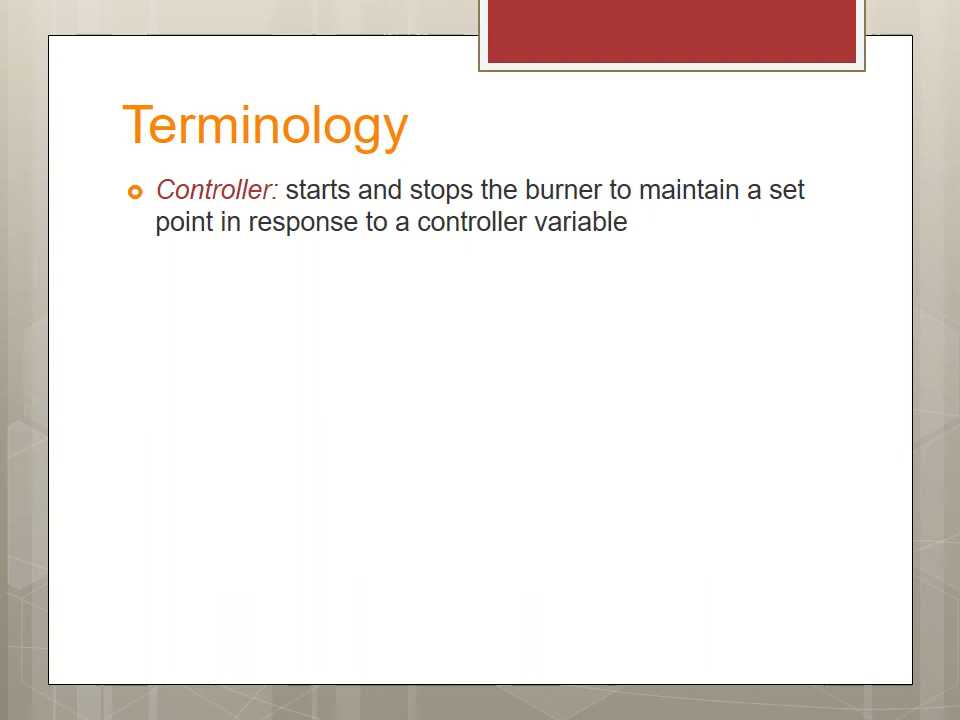 Terminology
Controller: starts and stops the burner to maintain a set
point in response to a controller variable